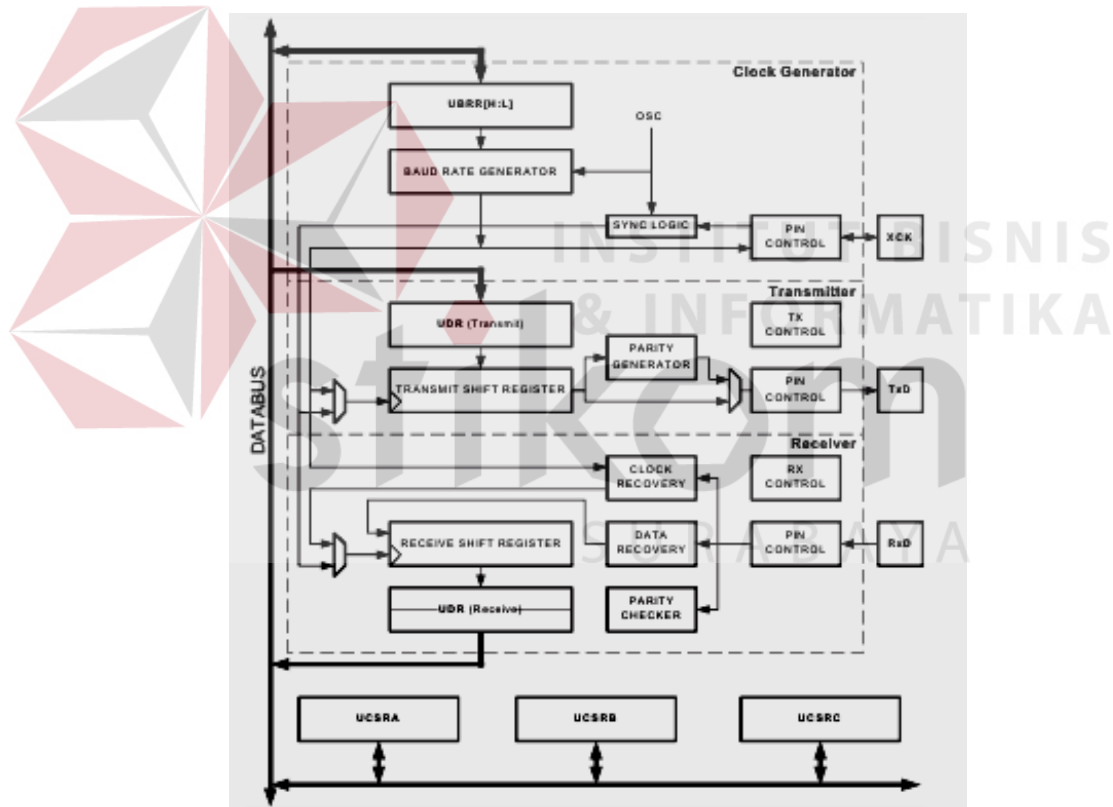 Clock Generator
UBRR[H:L]
OSC
BAUD RATE GENERATOR
SYNC LOGIC
PIN
CONTROL
XCK
INSTITUT BISNIS
Transmitter
& INFORMATIKA
UDR (Transmit)
TX
CONTROL
PARITY
GENERATOR
TRANSMIT SHIFT REGISTER
PIN
CONTROL
TxD
stikom
DATABUS
Receiver
CLOCK
RECOVERY
RX
CONTROL
RECEIVE SHIFT REGISTER
DATA
RECOVERY
PIN
CONTROL
RxD
SURABAYA
UDR (Receive)
PARITY
CHECKER
UCSRA
UCSRB
UCSRC